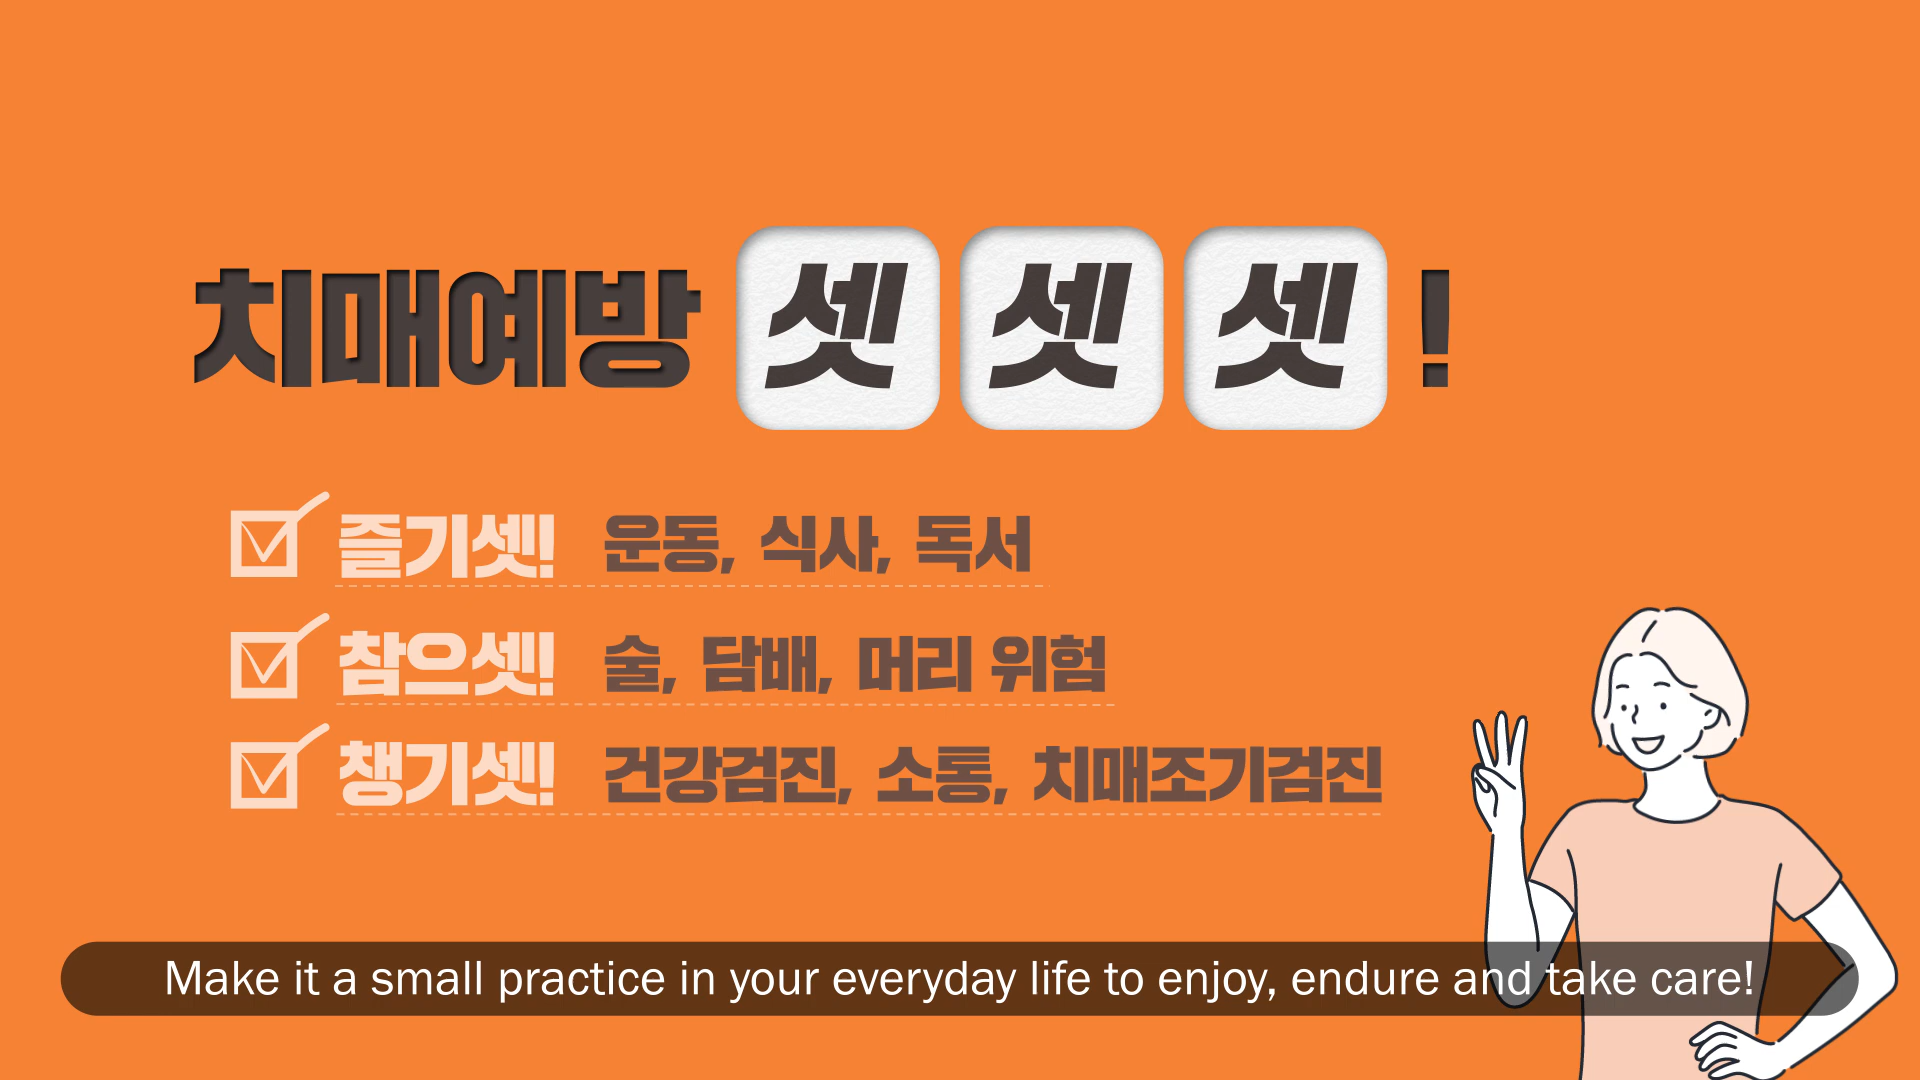 치매예방 셋 셋 셋 !
즐기셋! 운동, 식사, 독서
참으셋! 술, 담배, 머리 위험
챙기셋! 건강검진, 소통, 치매조기검진
Make it a small practice in your everyday life to enjoy, endure and take care!